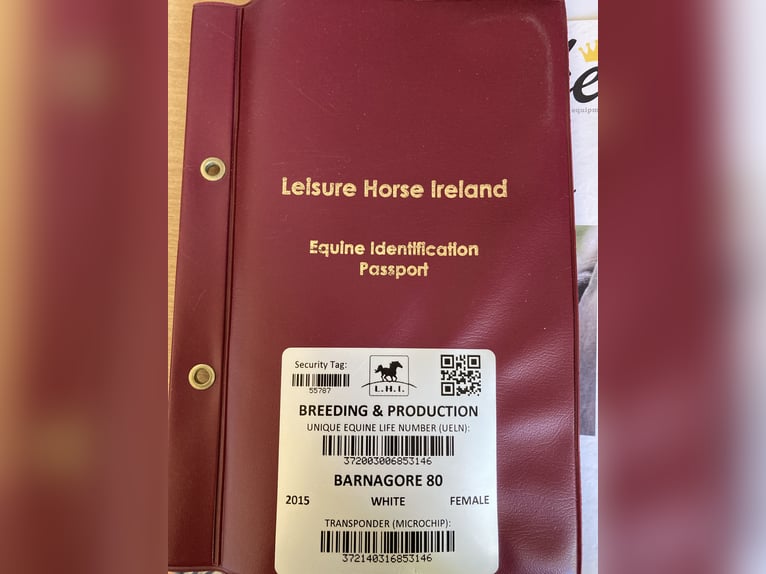 Leisure Horse Ireland
Equine Identification
Passport
Security Tag:
55787
L.H.I.
BREEDING & PRODUCTION
UNIQUE EQUINE LIFE NUMBER (UELN):
372003006853146
BARNAGORE 80
2015 WHITE FEMALE
TRANSPONDER (MICROCHIP):
372140316853146